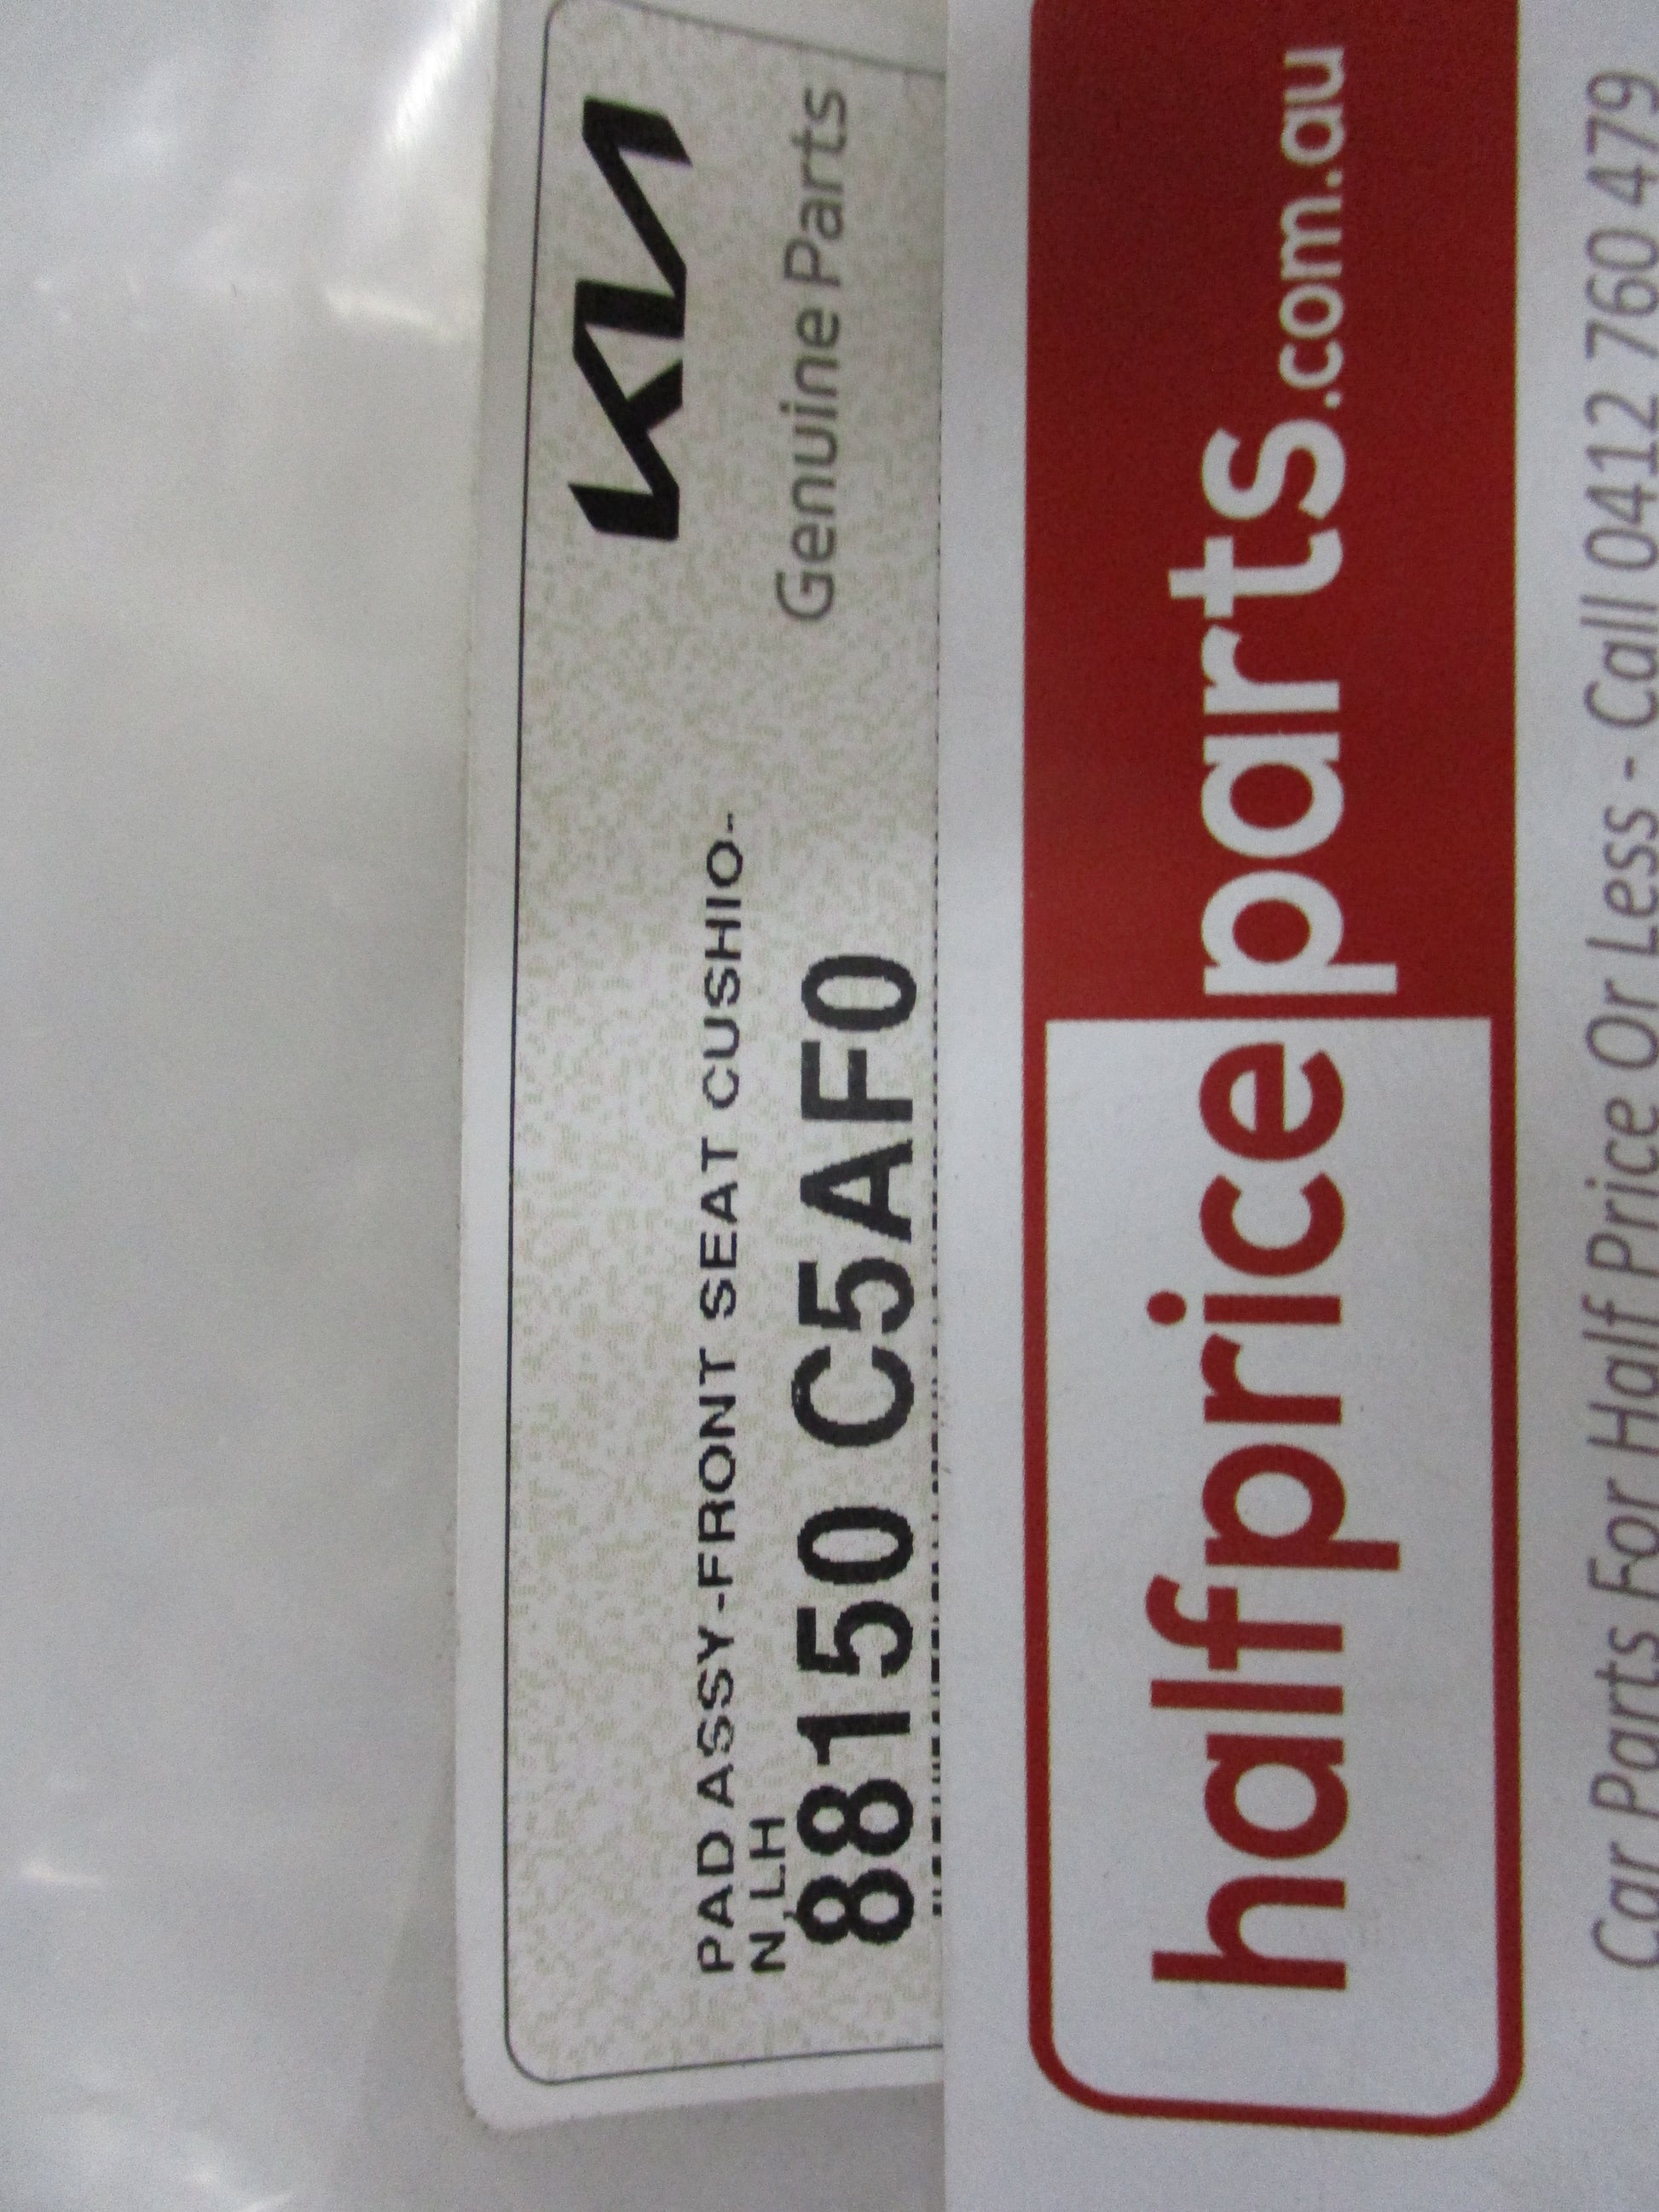 KIA
Genuine Parts
PAD ASSY-FRONT SEAT CUSHIO-
N,LH
88150 C5AF0
halfpriceparts.com.au
Car Parts For Half Price Or Less - Call 0412 760 479